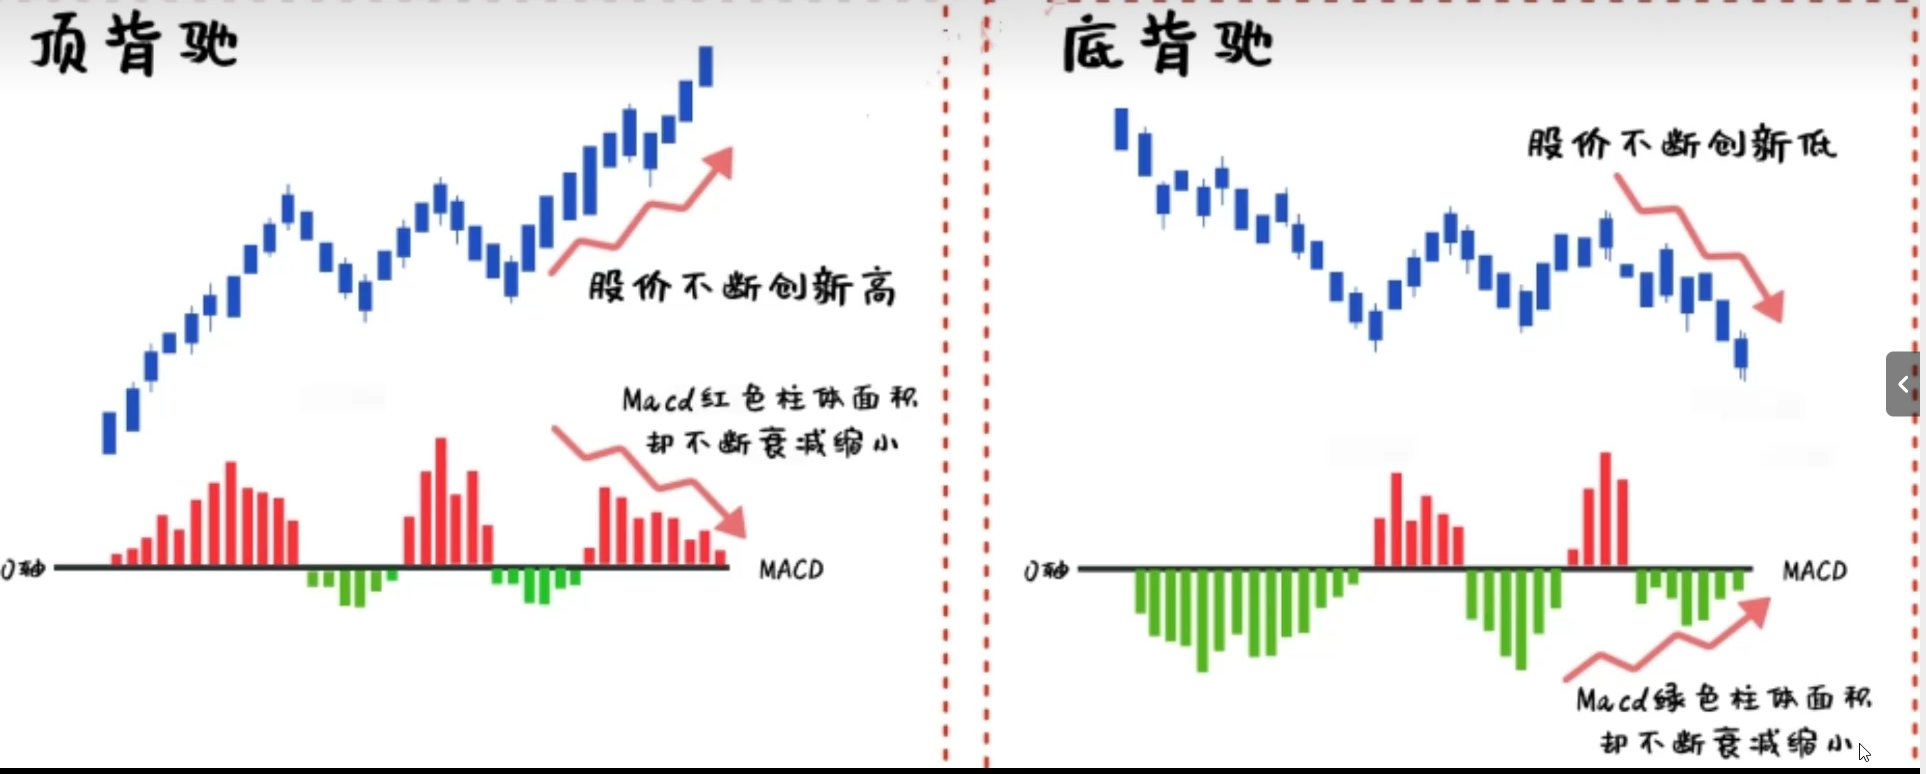 顶背驰
股价不断创新高
Macd红色柱体面积
却不断衰减缩小
0轴
MACD
底背驰
股价不断创新低
0轴
MACD
Macd绿色柱体面积
却不断衰减缩小